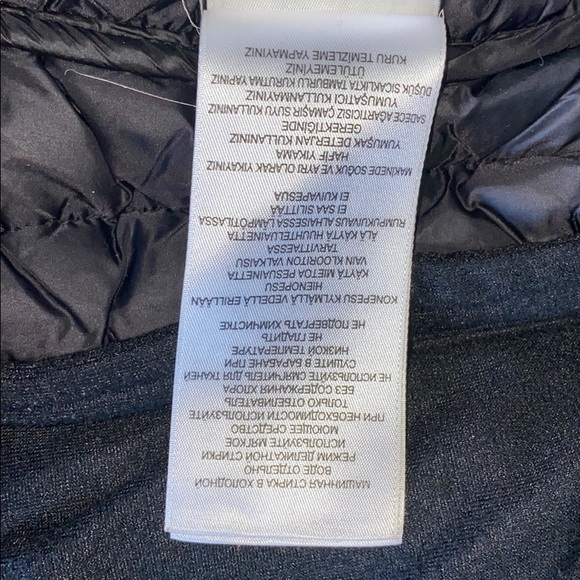 МАШИННАЯ СТИРКА В ХОЛОДНОЙ
ВОДЕ ОТДЕЛЬНО
РЕЖИМ ДЕЛИКАТНОЙ СТИРКИ
ИСПОЛЬЗУЙТЕ МЯГКОЕ
МОЮЩЕЕ СРЕДСТВО
ПРИ НЕОБХОДИМОСТИ ИСПОЛЬЗУЙТЕ
ТОЛЬКО ОТБЕЛИВАТЕЛЬ
БЕЗ СОДЕРЖАНИЯ ХЛОРА
НЕ ИСПОЛЬЗУЙТЕ СМЯГЧИТЕЛЬ ДЛЯ ТКАНЕЙ
СУШИТЕ В БАРАБАНЕ ПРИ
НИЗКОЙ ТЕМПЕРАТУРЕ
НЕ ГЛАДИТЬ
НЕ ПОДВЕРГАТЬ ХИМЧИСТКЕ
KONEPESU KYLMÄLLÄ VEDELLÄ ERILLÄÄN
HIENOPESU
KÄYTÄ MIETOA PESUAINETTA
VAIN KLOORITON VALKAISU
TARVITTAESSA
ÄLÄ KÄYTÄ HUUHTELUAINETTA
RUMPUKUIVAUS ALHAISESSA LÄMPÖTILASSA
EI SAA SILITTÄÄ
EI KUIVAPESUA
MAKİNEDE SOĞUK VE AYRI OLARAK YIKAYINIZ
HAFİF YIKAMA
YUMUŞAK DETERJAN KULLANINIZ
GEREKTİĞİNDE
SADECE AĞARTICISIZ ÇAMAŞIR SUYU KULLANINIZ
YUMUŞATICI KULLANMAYINIZ
DÜŞÜK SICAKLIKTA TAMBURLU KURUTMA YAPINIZ
ÜTÜLEMEYİNİZ
KURU TEMİZLEME YAPMAYINIZ